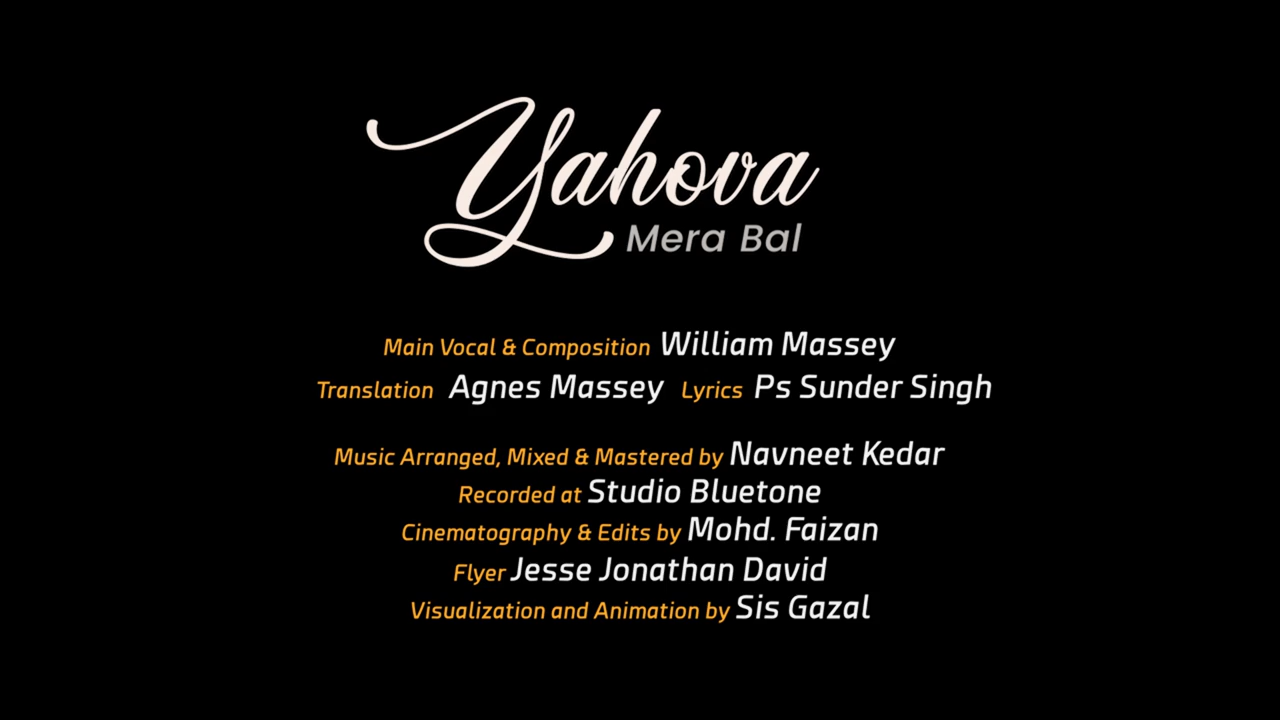 Yahova
Mera Bal
Main Vocal & Composition William Massey
Translation Agnes Massey Lyrics Ps Sunder Singh
Music Arranged, Mixed & Mastered by Navneet Kedar
Recorded at Studio Bluetone
Cinematography & Edits by Mohd. Faizan
Flyer Jesse Jonathan David
Visualization and Animation by Sis Gazal